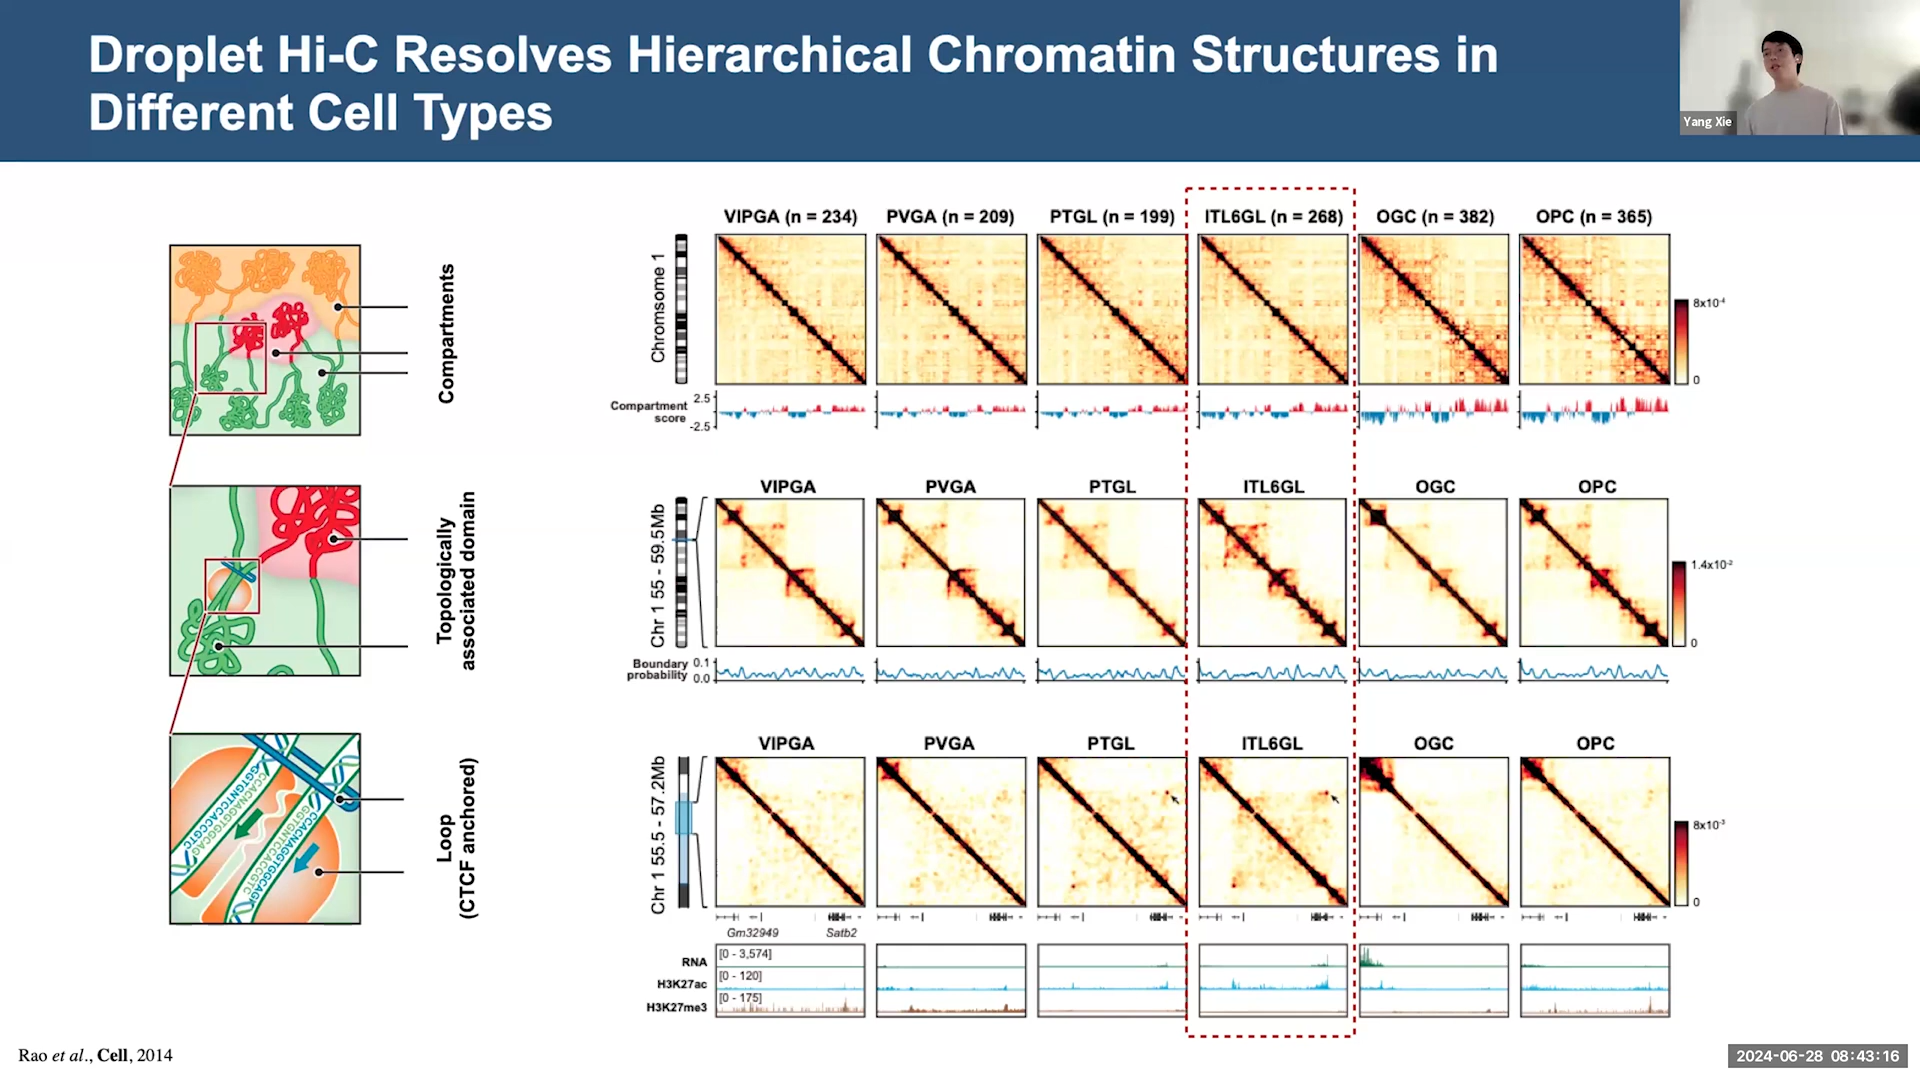 Droplet Hi-C Resolves Hierarchical Chromatin Structures in
Different Cell Types
Yang Xie
Compartments
Topologically
associated domain
Loop
(CTCF anchored)
VIPGA (n = 234)
PVGA (n = 209)
PTGL (n = 199)
ITL6GL (n = 268)
OGC (n = 382)
OPC (n = 365)
Chromsome 1
8x10-4
0
Compartment
score
2.5
-2.5
VIPGA
PVGA
PTGL
ITL6GL
OGC
OPC
Chr 1 55 - 59.5Mb
1.4x10-2
0
Boundary
probability
0.1
0.0
VIPGA
PVGA
PTGL
ITL6GL
OGC
OPC
Chr 1 55.5 - 57.2Mb
8x10-3
0
Gm32949
Satb2
RNA
[0 - 3,574]
H3K27ac
[0 - 120]
H3K27me3
[0 - 175]
Rao et al., Cell, 2014
2024-06-28 08:43:16